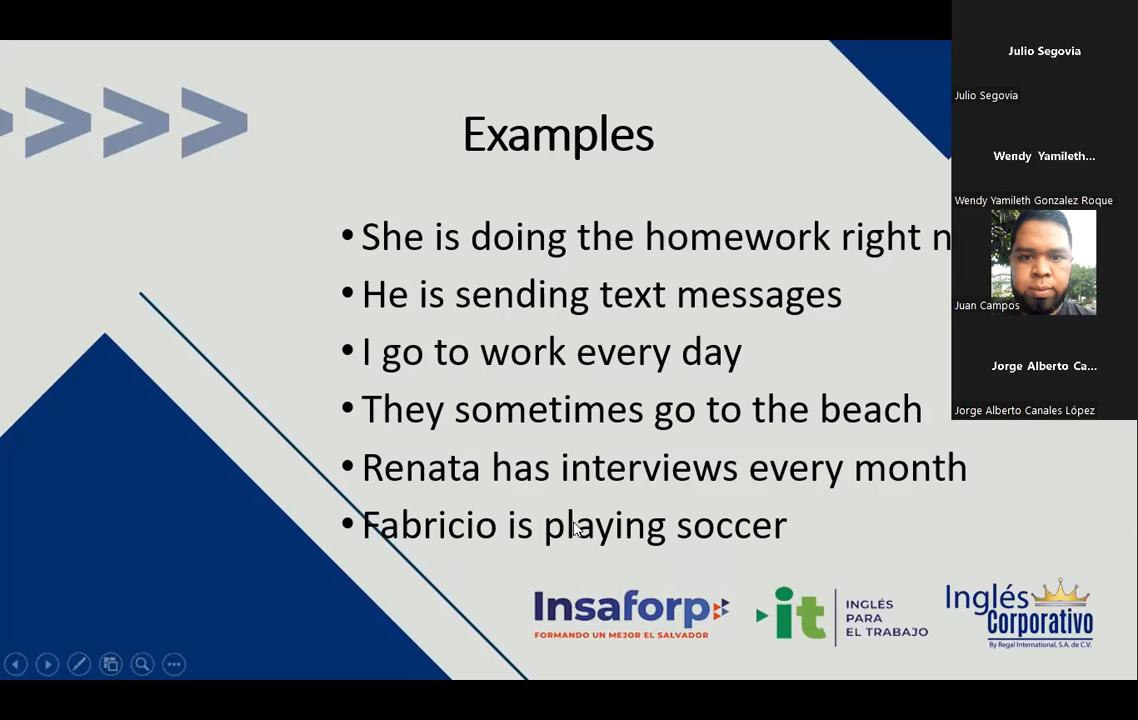 Examples
• She is doing the homework right
• He is sending text messages
• I go to work every day
• They sometimes go to the beach
• Renata has interviews every month
• Fabricio is playing soccer
Insaforp
FORMANDO UN MEJOR EL SALVADOR
it
INGLÉS
PARA
EL TRABAJO
Inglés
Corporativo
By Regal International, S.A. de C.V.
Julio Segovia
Julio Segovia
Wendy Yamileth...
Wendy Yamileth Gonzalez Roque
Juan Campos
Jorge Alberto Ca...
Jorge Alberto Canales López